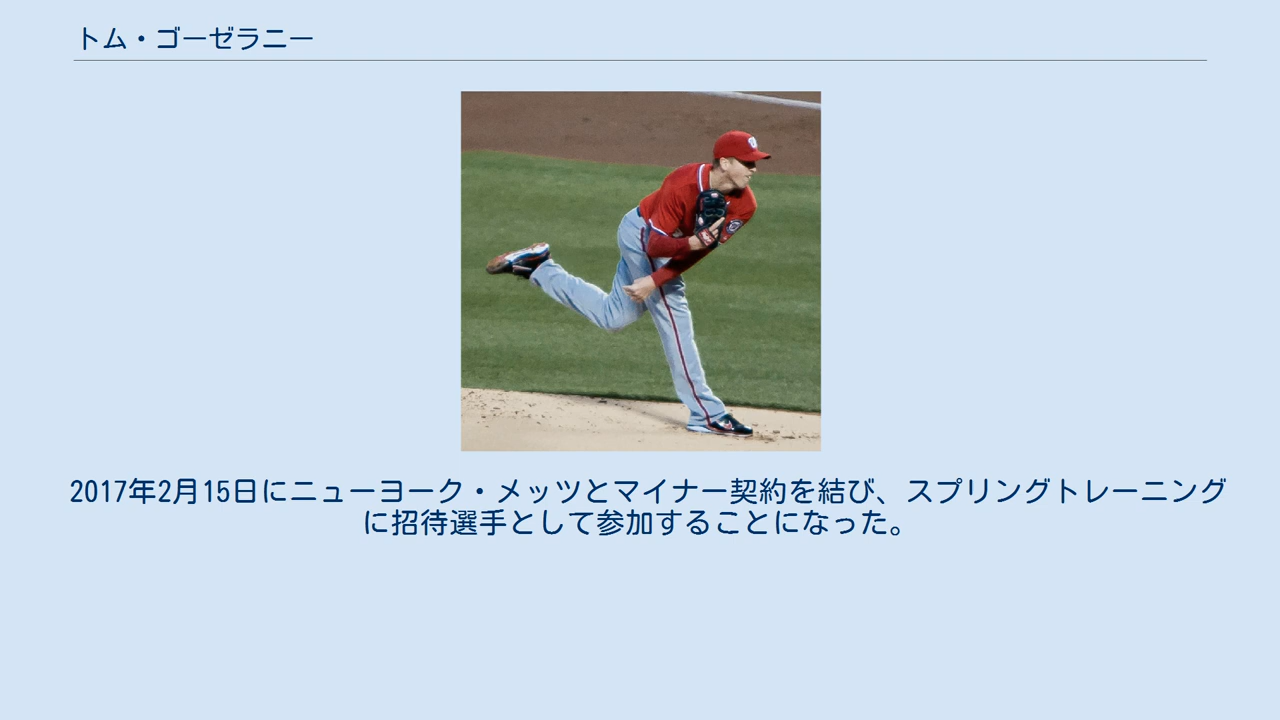 トム・ゴーゼラニー
2017年2月15日にニューヨーク・メッツとマイナー契約を結び、スプリングトレーニング
に招待選手として参加することになった。